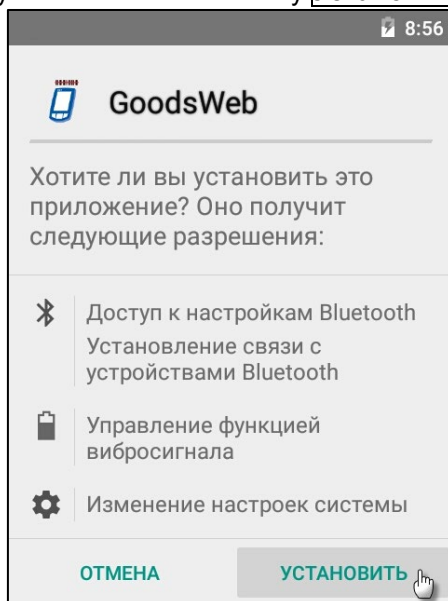 8:56
GoodsWeb
Хотите ли вы установить это
приложение? Оно получит
следующие разрешения:
Доступ к настройкам Bluetooth
Установление связи с
устройствами Bluetooth
Управление функцией
вибросигнала
Изменение настроек системы
ОТМЕНА УСТАНОВИТЬ